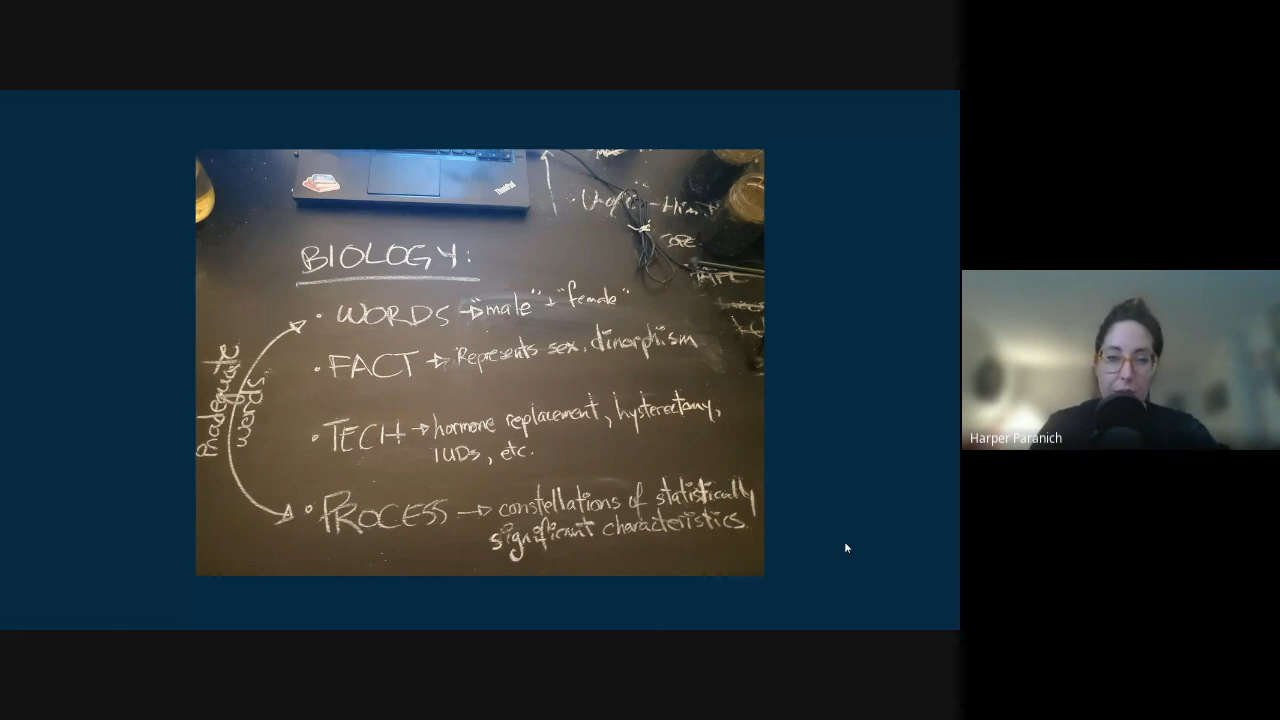 ThinkPad
BIOLOGY:
• WORDS → "male" + "female"
• FACT → Represents sex, dimorphism
• TECH → hormone replacement, hysterectomy,
IUDs, etc.
• PROCESS → constellations of statistically
significant characteristics.
words
Harper Paranich